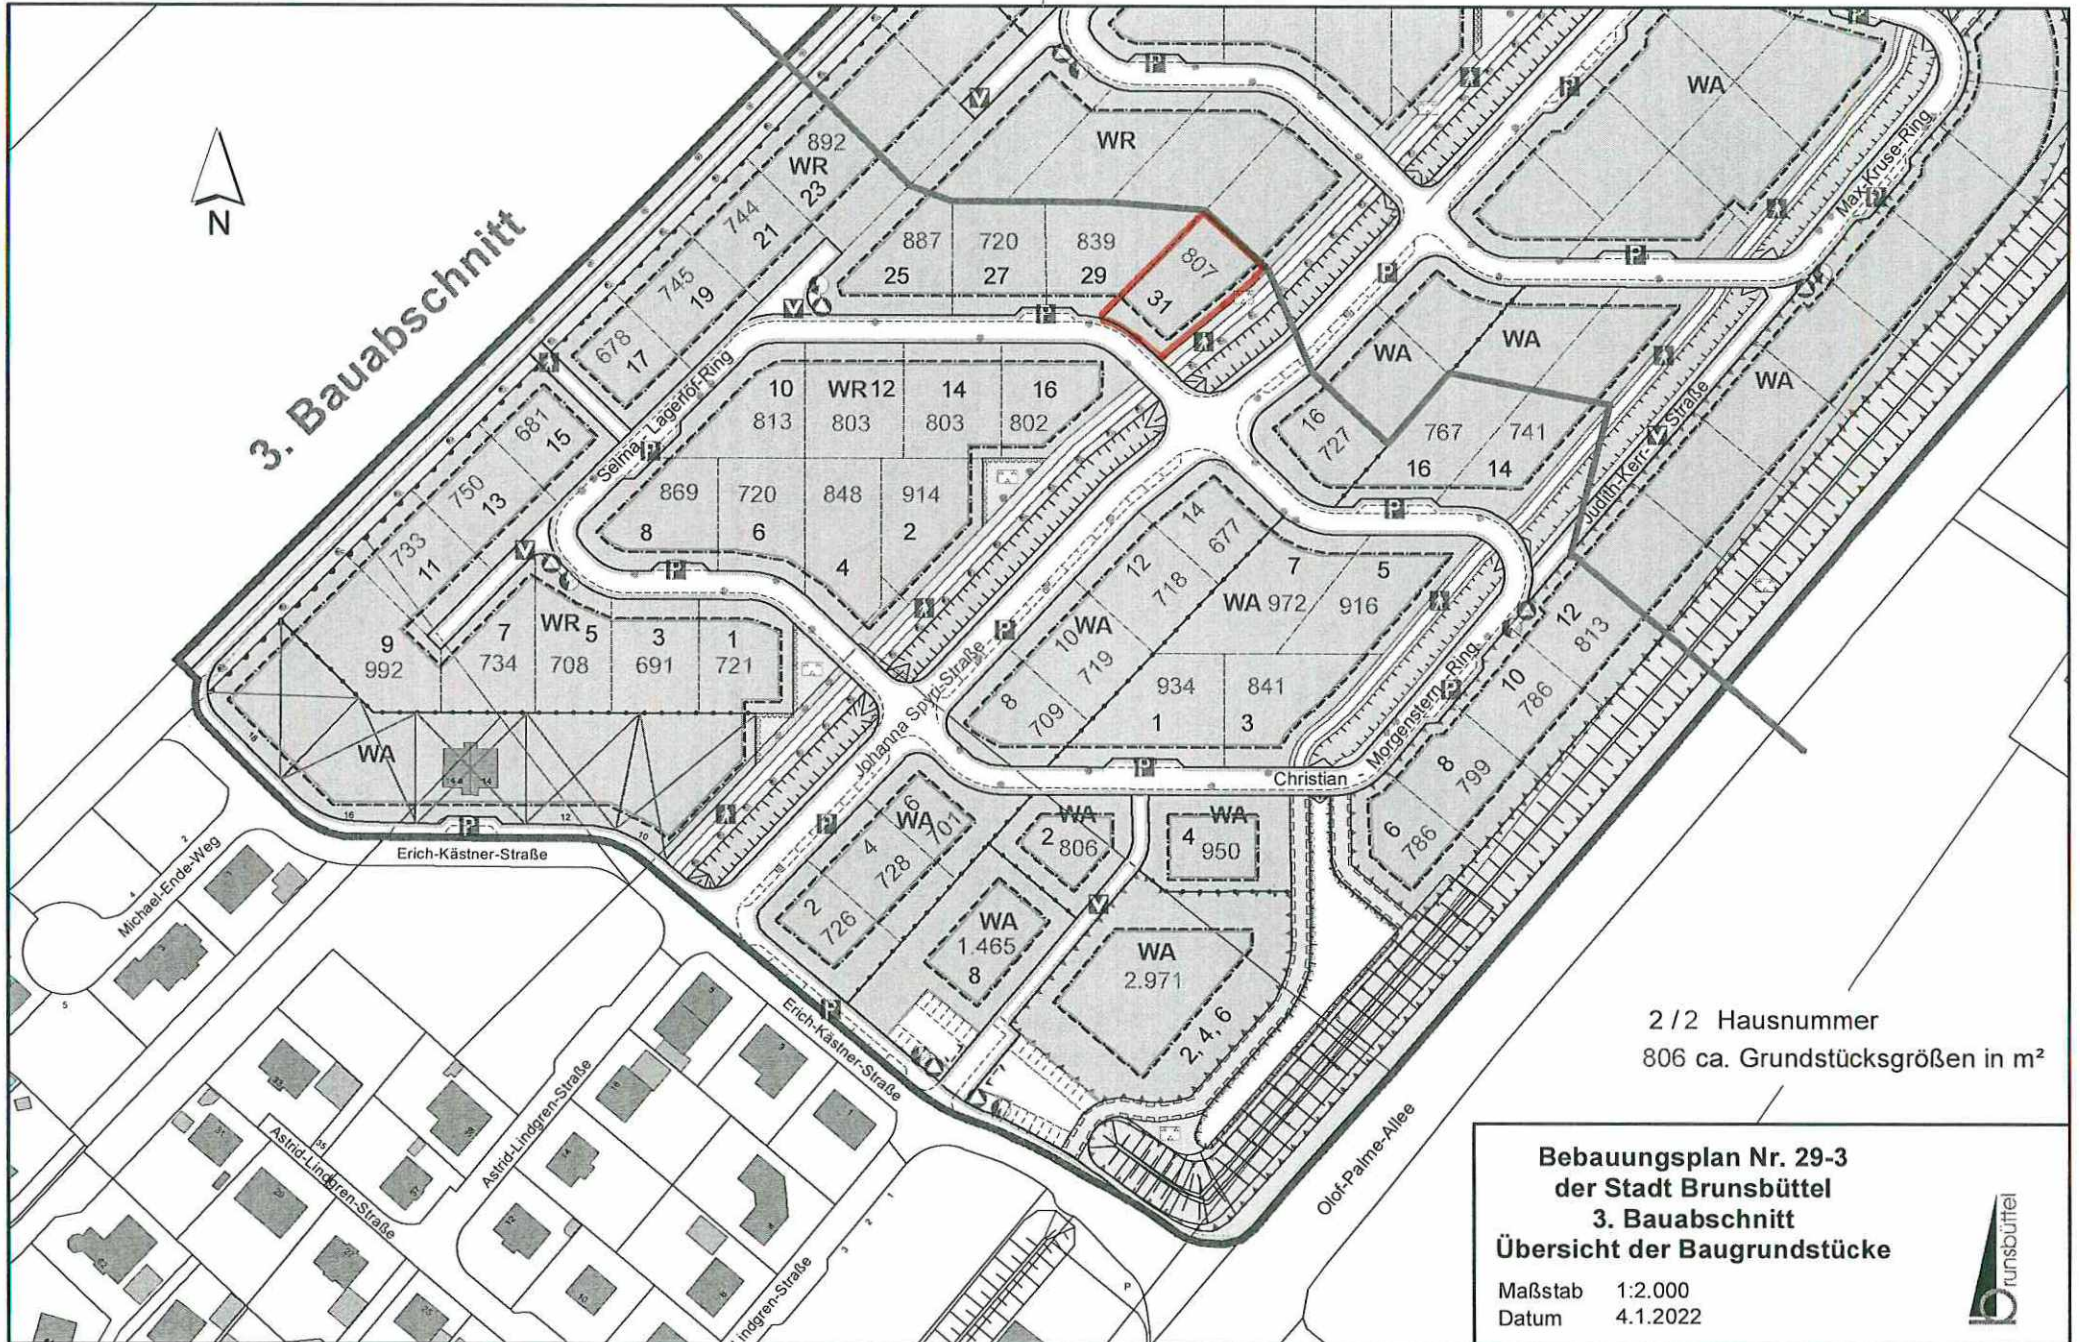 WA
WR
892
WR
23
744
21
745
19
678
17
N
3. Bauabschnitt
Max-Kruse-Ring
887
25
720
27
839
29
807
31
WA
WA
WA
Selma-Lagerlöf-Ring
10
813
WR 12
803
14
803
16
802
869
8
720
6
848
4
914
2
681
15
750
13
733
11
16
727
767
16
741
14
Judith-Kerr-Straße
9
992
7
734
WR 5
708
3
691
1
721
WA
14
677
12
718
10
719
WA
8
709
WA 972
7
5
916
934
1
841
3
12
813
10
786
8
799
6
786
Johanna Spyri-Straße
Christian - Morgenstern - Ring
18
16
12
10
Erich-Kästner-Straße
Michael-Ende-Weg
WA
6
701
4
728
2
726
WA
2 806
WA
4 950
WA
1.465
8
WA
2.971
2, 4, 6
Erich-Kästner-Straße
Astrid-Lindgren-Straße
Astrid-Lindgren-Straße
indgren-Straße
Olof-Palme-Allee
2 / 2 Hausnummer
806 ca. Grundstücksgrößen in m²
Bebauungsplan Nr. 29-3
der Stadt Brunsbüttel
3. Bauabschnitt
Übersicht der Baugrundstücke
Maßstab 1:2.000
Datum 4.1.2022
brunsbüttel